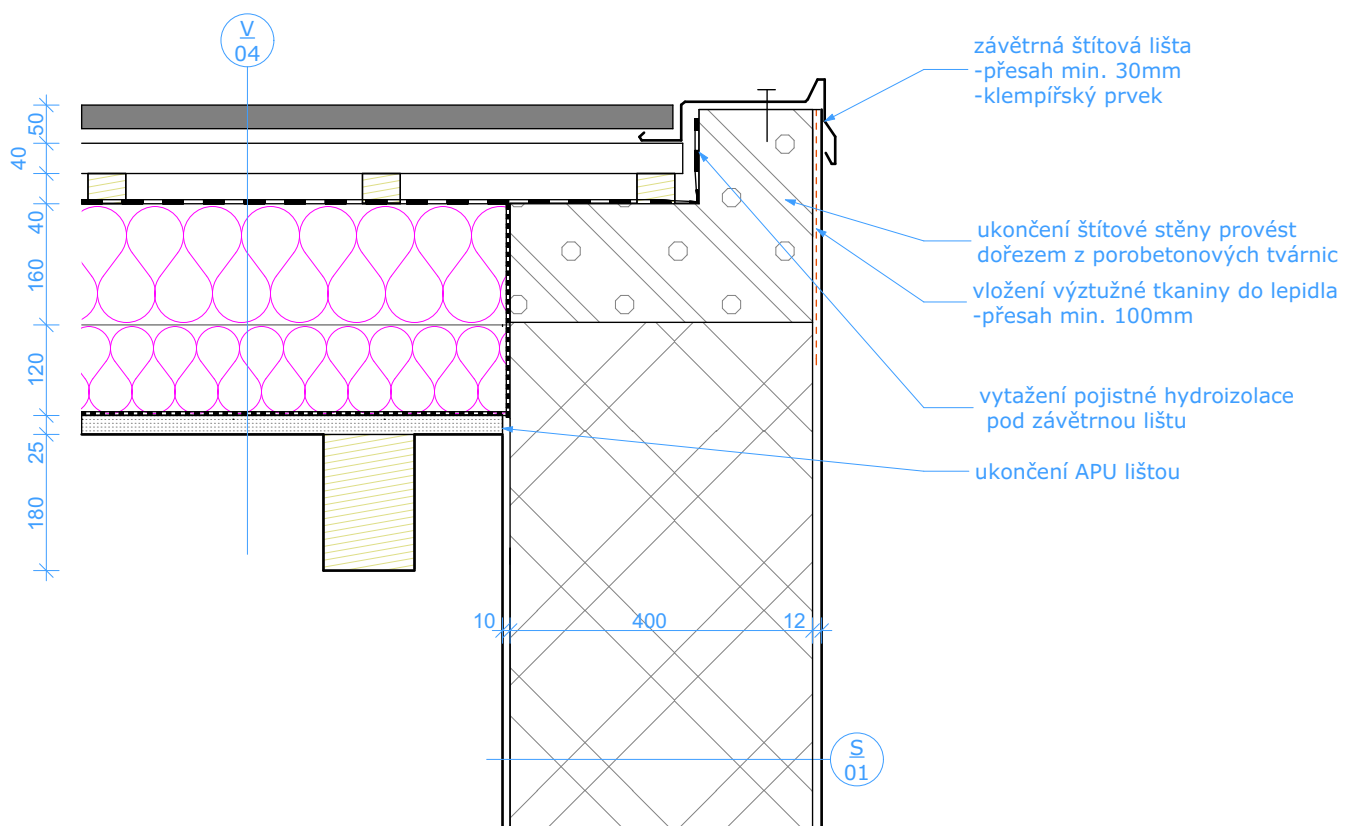 V
04
závětrná štítová lišta
-přesah min. 30mm
-klempířský prvek
50
40
40
160
120
25
180
ukončení štítové stěny provést
dořezem z porobetonových tvárnic
vložení výztužné tkaniny do lepidla
-přesah min. 100mm
vytažení pojistné hydroizolace
pod závětrnou lištu
ukončení APU lištou
10
400
12
S
01